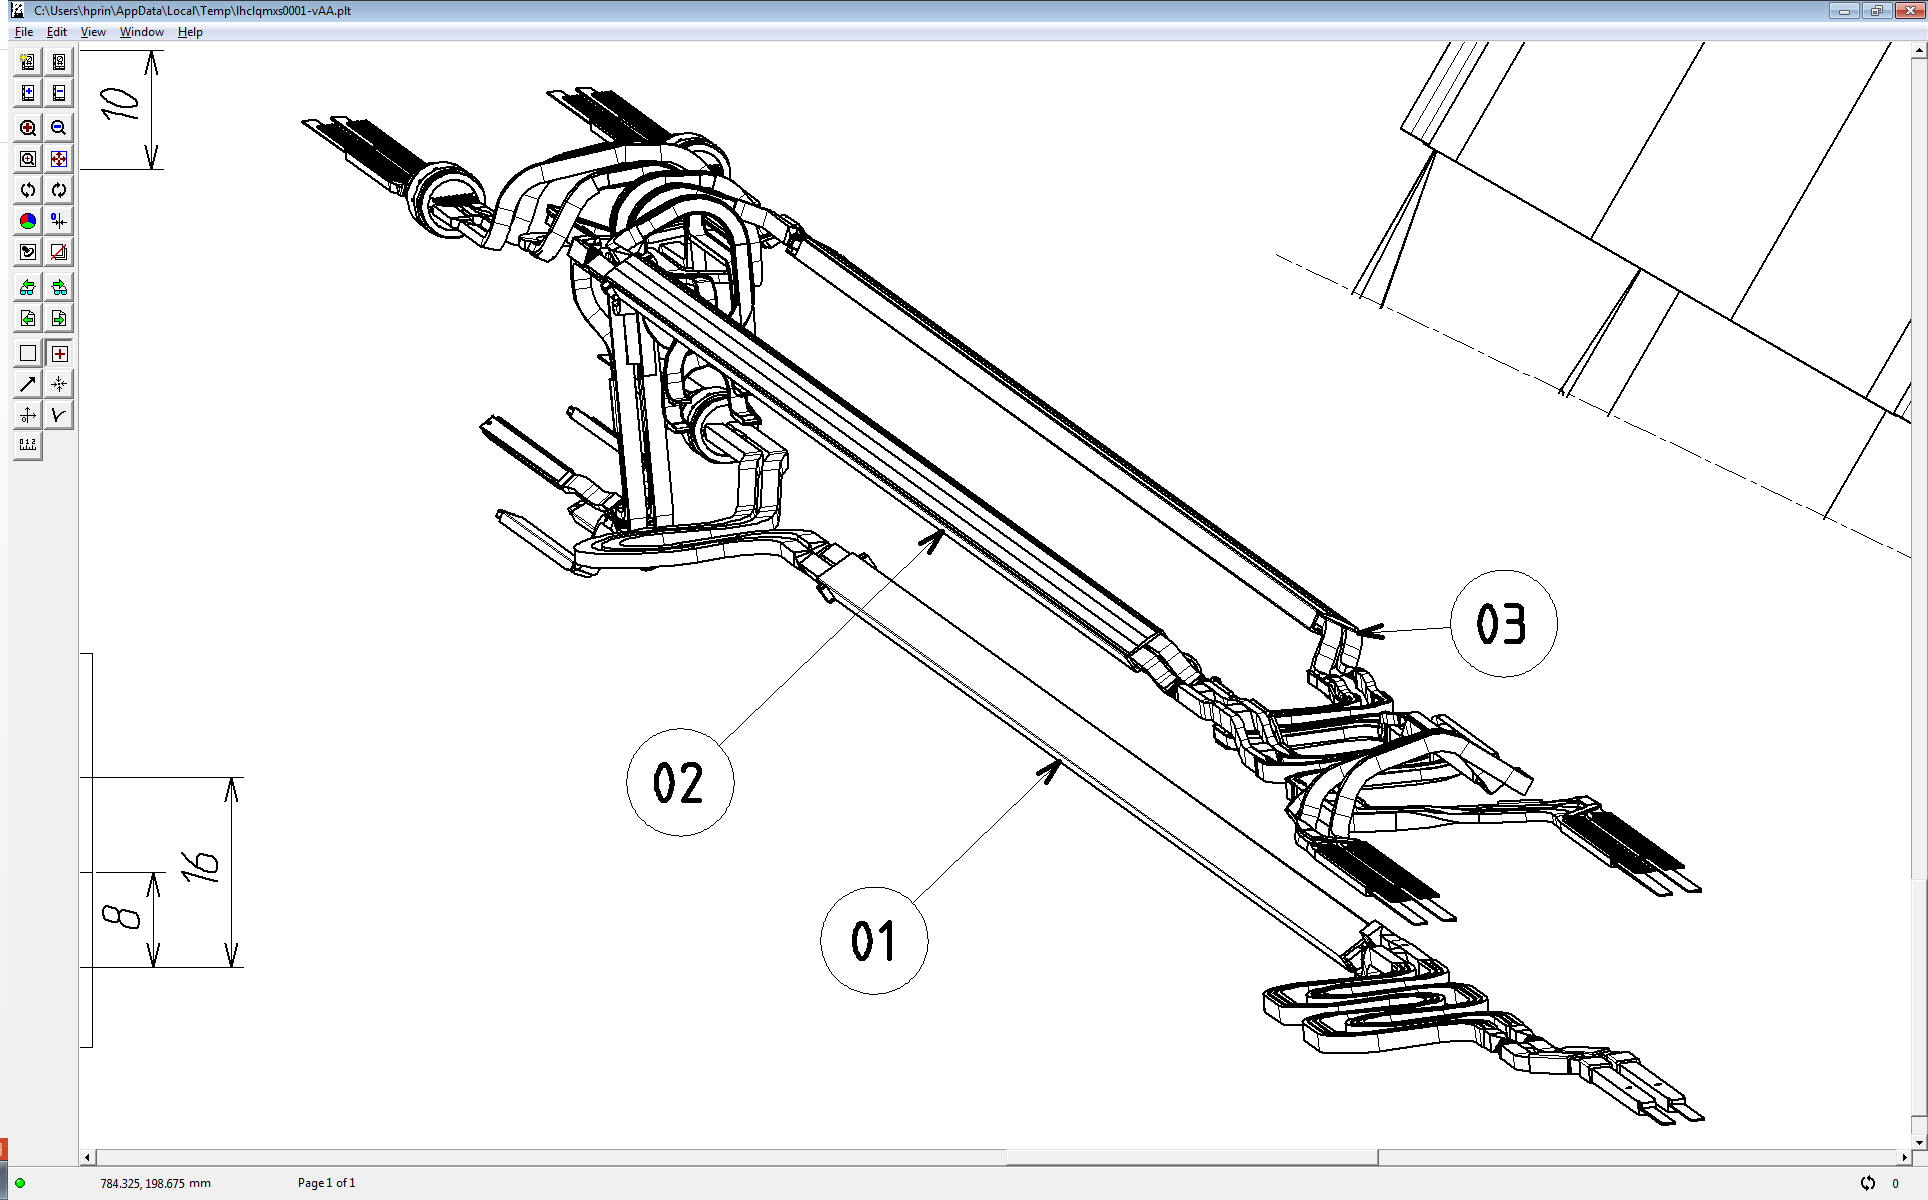 C:\Users\hprin\AppData\Local\Temp\lhclqmxs0001-vAA.plt
File Edit View Window Help
10
03
02
16
8
01
784.325, 198.675 mm Page 1 of 1 0